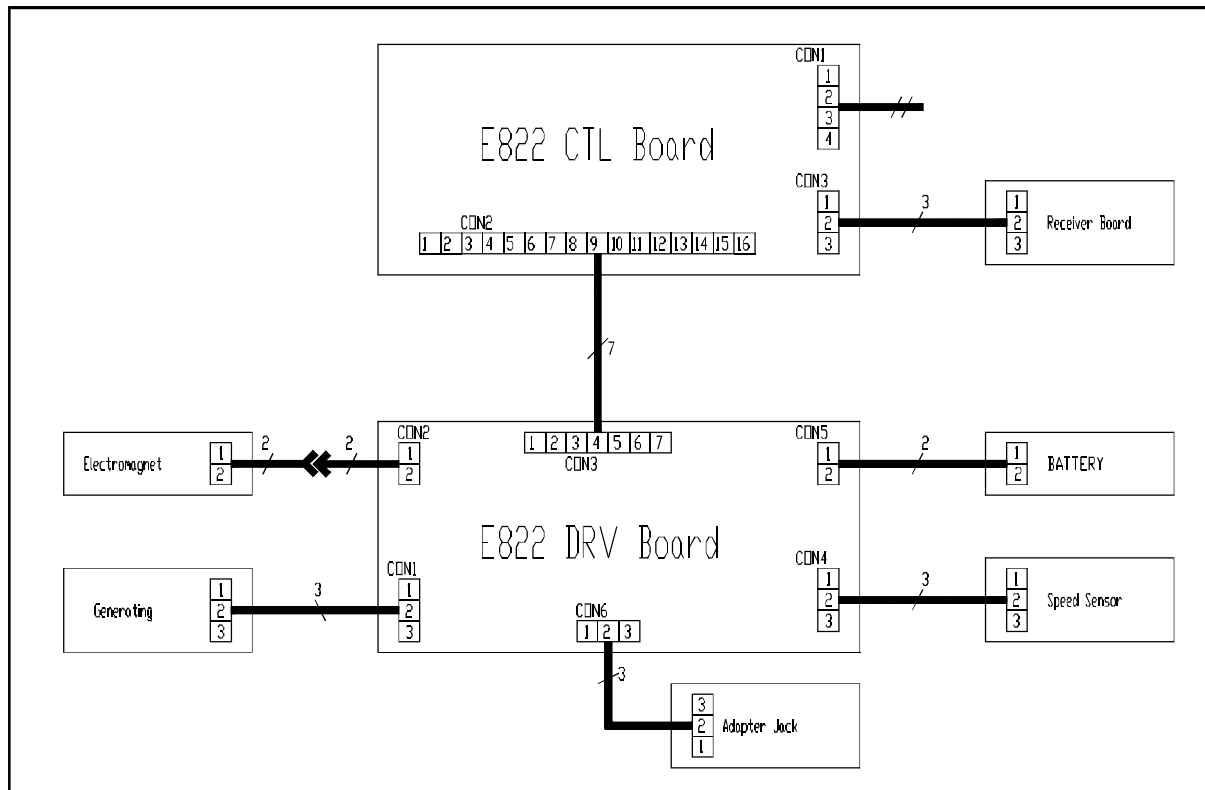 CON1
1
2
3
4
E822 CTL Board
CON3
1
2
3
3
1
2
3
Receiver Board
CON2
1 2 3 4 5 6 7 8 9 10 11 12 13 14 15 16
7
Electromagnet
1
2
2
2
CON2
1
2
1 2 3 4 5 6 7
CON3
CON5
1
2
2
1
2
BATTERY
E822 DRV Board
Generating
1
2
3
3
CON1
1
2
3
CON4
1
2
3
3
1
2
3
Speed Sensor
CON6
1 2 3
3
3
2
1
Adapter Jack